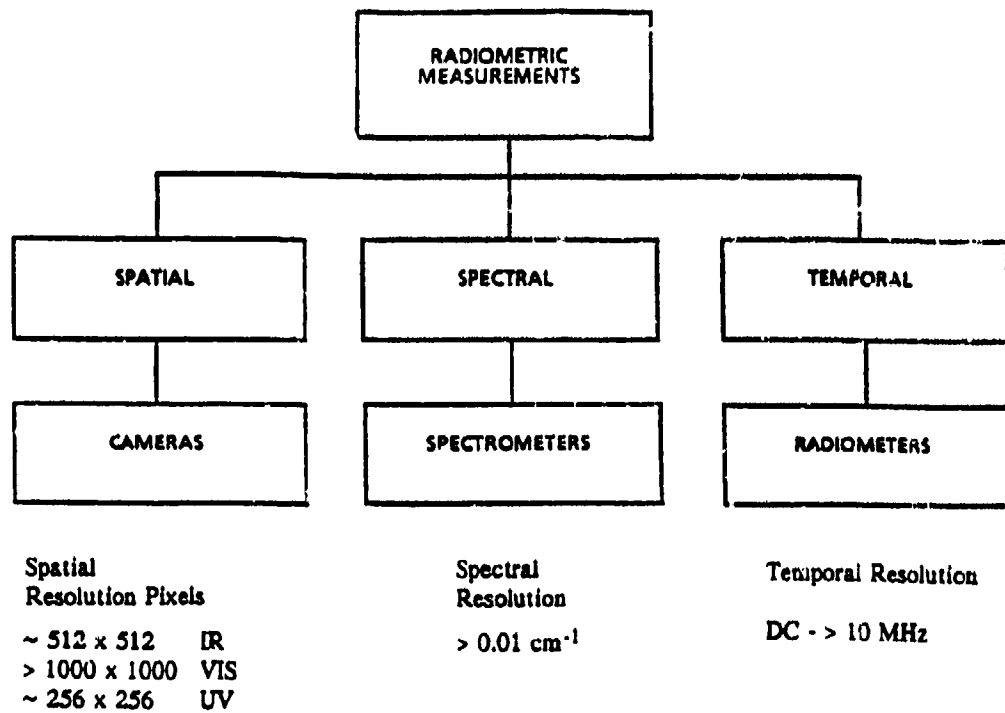 RADIOMETRIC
MEASUREMENTS
SPATIAL
SPECTRAL
TEMPORAL
CAMERAS
SPECTROMETERS
RADIOMETERS
Spatial
Resolution Pixels
~ 512 x 512 IR
> 1000 x 1000 VIS
~ 256 x 256 UV
Spectral
Resolution
> 0.01 cm⁻¹
Temporal Resolution
DC - > 10 MHz